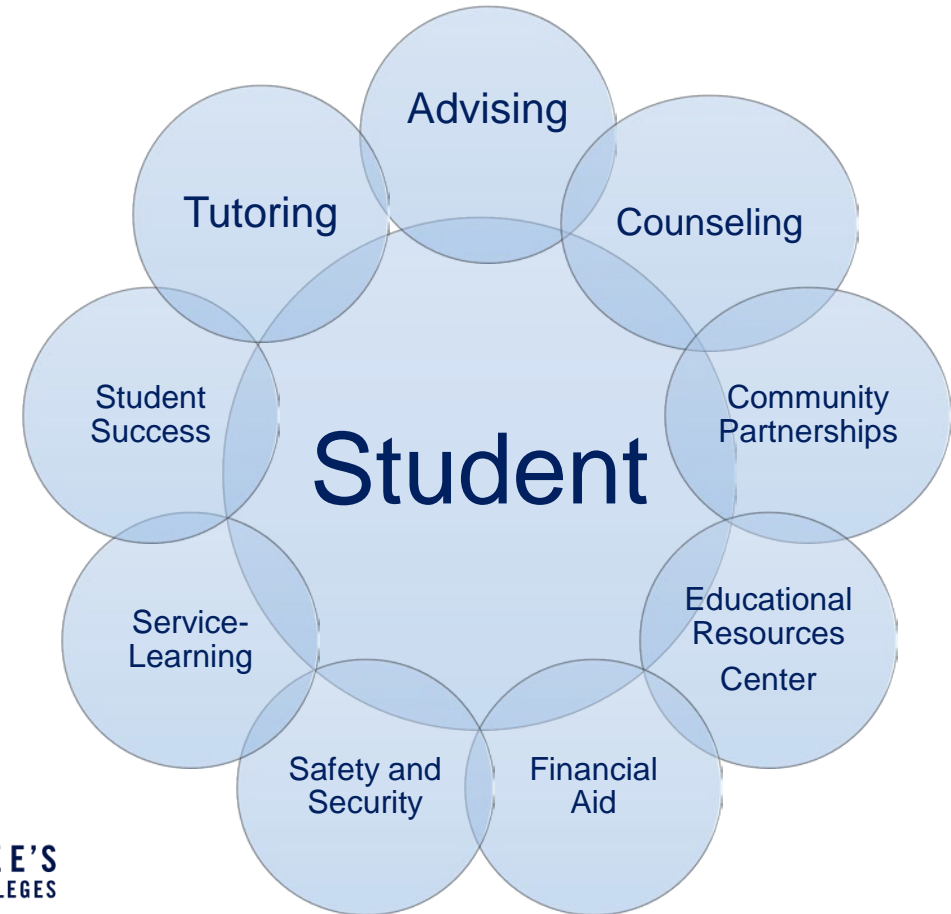 Advising
Tutoring
Counseling
Student
Success
Community
Partnerships
Student
Service-
Learning
Educational
Resources
Center
Safety and
Security
Financial
Aid